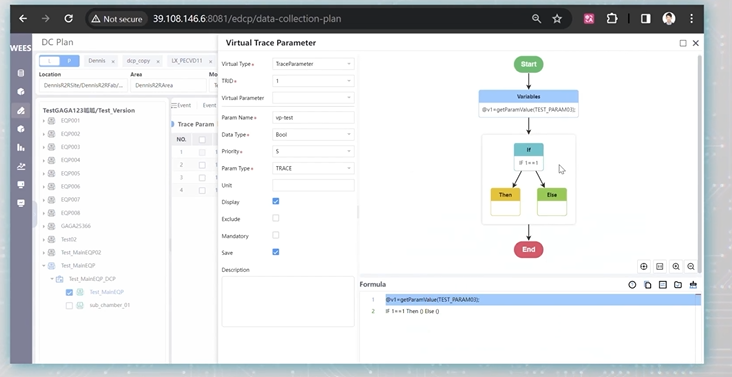 Not secure
39.108.146.6:8081/edcp/data-collection-plan
WEES
DC Plan
L
P
Dennis
dcp_copy
LK_PECVD11
Location
Area
DennisR2RSite/DennisR2RFab/...
DennisR2RArea
TestGAGA123呱呱/Test_Version
EQP001
EQP002
EQP003
EQP004
EQP005
EQP006
EQP007
EQP008
GAGA25166
Test02
Test_MainEQP02
Test_MainEQP
Test_MainEQP_DCP
Test_MainEQP
sub_chamber_01
Event
Event
Trace Param
NO.
1
2
3
4
Virtual Trace Parameter
Virtual Type
TraceParameter
TRID
1
Virtual Parameter
Param Name
vp-test
Data Type
Bool
Priority
5
Param Type
TRACE
Unit
Display
Exclude
Mandatory
Save
Description
Start
Variables
@v1=getParamValue(TEST_PARAM03);
If
IF 1==1
Then
Else
End
Formula
1 @v1=getParamValue(TEST_PARAM03);
2 IF 1==1 Then {} Else {}